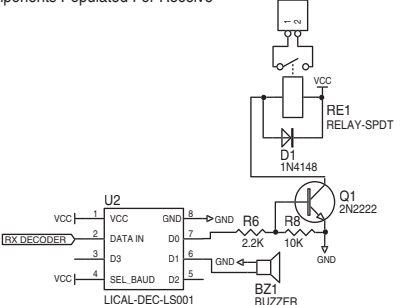 ponents Populated For Receive
1 2
VCC
RE1
RELAY-SPDT
D1
1N4148
Q1
2N2222
U2
VCC 1 VCC GND 8 GND
RX DECODER 2 DATA IN D0 7
R6 R8
2.2K 10K
GND
3 D3 D1 6 GND
VCC 4 SEL_BAUD D2 5
LICAL-DEC-LS001
BZ1
BUZZER